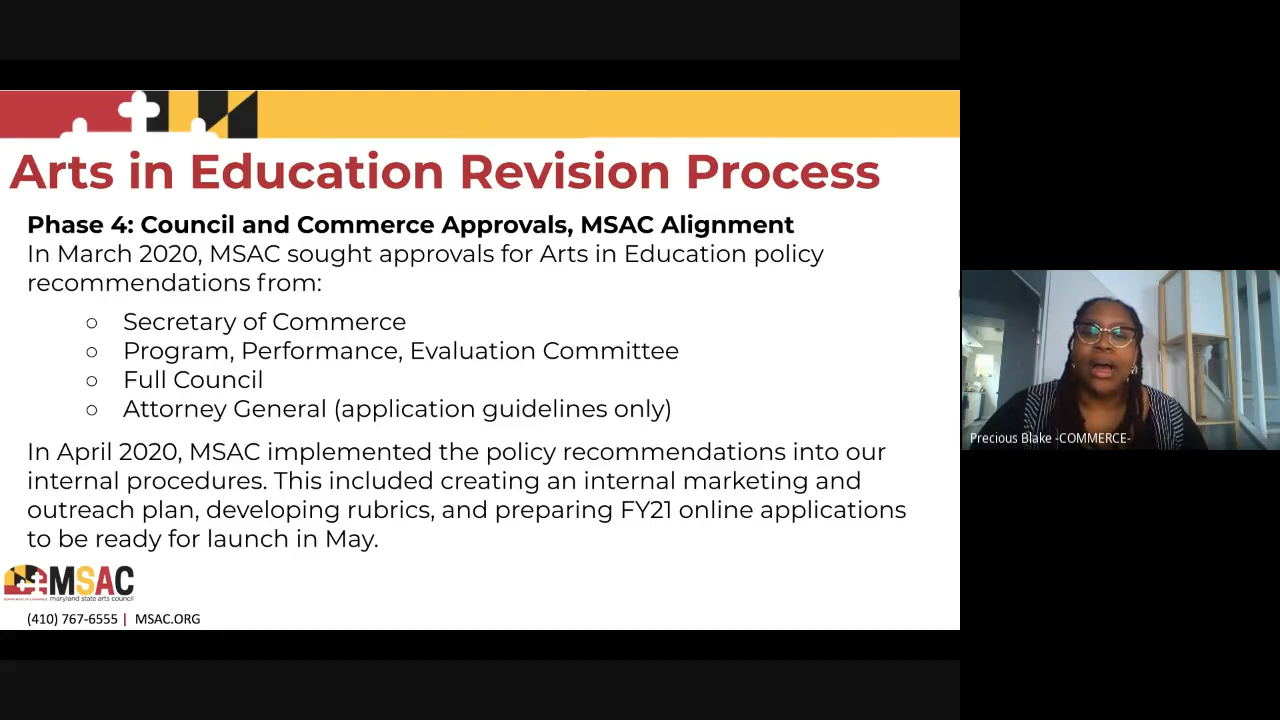 Arts in Education Revision Process
Phase 4: Council and Commerce Approvals, MSAC Alignment
In March 2020, MSAC sought approvals for Arts in Education policy
recommendations from:
○ Secretary of Commerce
○ Program, Performance, Evaluation Committee
○ Full Council
○ Attorney General (application guidelines only)
In April 2020, MSAC implemented the policy recommendations into our
internal procedures. This included creating an internal marketing and
outreach plan, developing rubrics, and preparing FY21 online applications
to be ready for launch in May.
MSAC
maryland state arts council
(410) 767-6555 | MSAC.ORG
Precious Blake -COMMERCE-